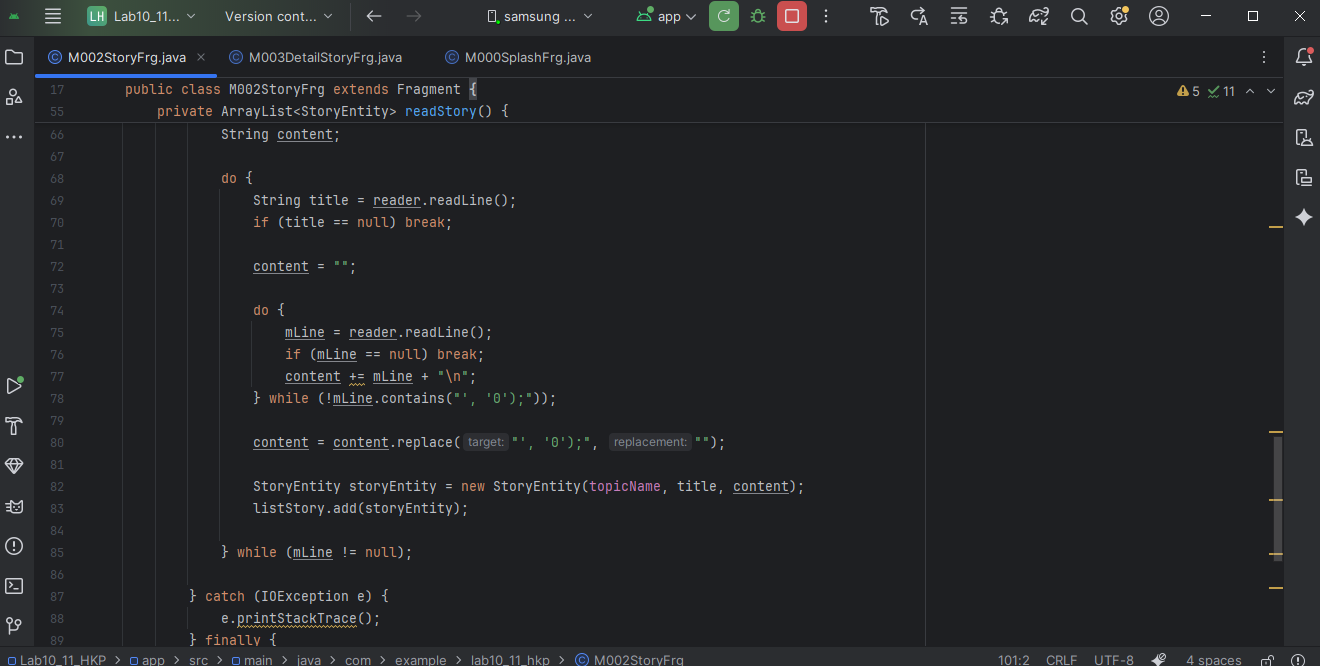 LH Lab10_11... Version cont... samsung ... app
M002StoryFrg.java M003DetailStoryFrg.java M000SplashFrg.java
17 public class M002StoryFrg extends Fragment { 5 11
55 private ArrayList<StoryEntity> readStory() {
66 String content;
67
68 do {
69 String title = reader.readLine();
70 if (title == null) break;
71
72 content = "";
73
74 do {
75 mLine = reader.readLine();
76 if (mLine == null) break;
77 content += mLine + "\n";
78 } while (!mLine.contains("', '0');"));
79
80 content = content.replace( target: "', '0');", replacement: "");
81
82 StoryEntity storyEntity = new StoryEntity(topicName, title, content);
83 listStory.add(storyEntity);
84
85 } while (mLine != null);
86
87 } catch (IOException e) {
88 e.printStackTrace();
89 } finally {
Lab10_11_HKP > app > src > main > java > com > example > lab10_11_hkp > M002StoryFrg 101:2 CRLF UTF-8 4 spaces